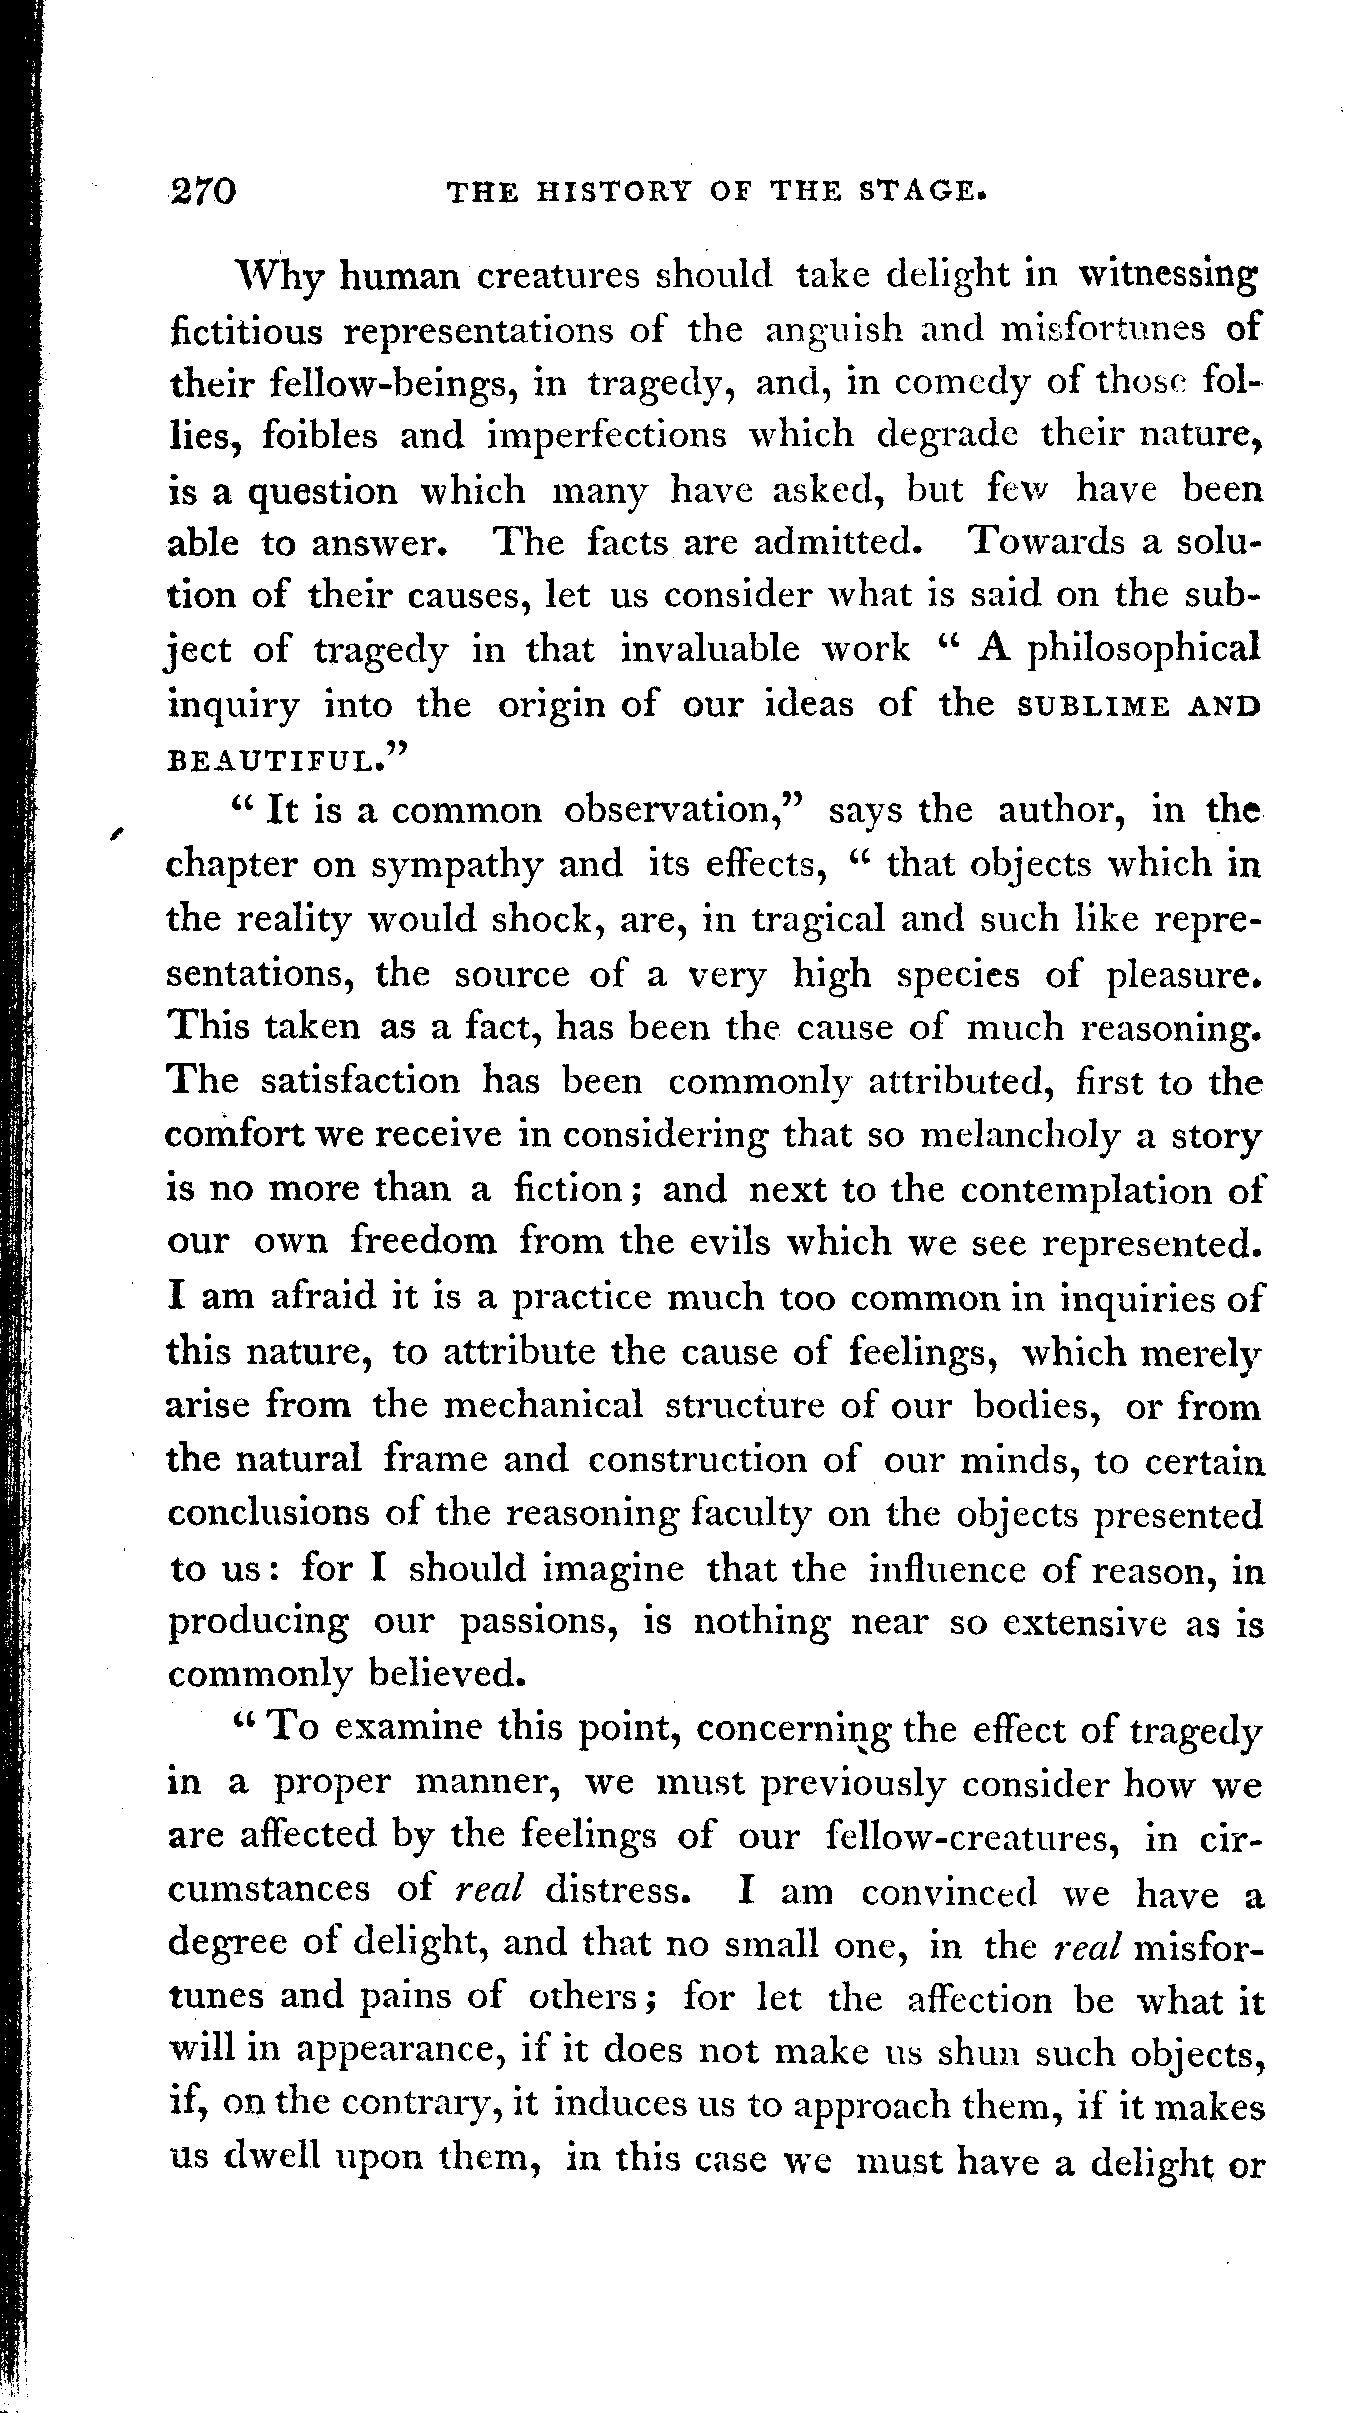 270 THE HISTORY OF THE STAGE.
Why human creatures should take delight in witnessing
fictitious representations of the anguish and misfortunes of
their fellow-beings, in tragedy, and, in comedy of those fol-
lies, foibles and imperfections which degrade their nature,
is a question which many have asked, but few have been
able to answer. The facts are admitted. Towards a solu-
tion of their causes, let us consider what is said on the sub-
ject of tragedy in that invaluable work “ A philosophical
inquiry into the origin of our ideas of the SUBLIME AND
BEAUTIFUL.”
“ It is a common observation,” says the author, in the
chapter on sympathy and its effects, “ that objects which in
the reality would shock, are, in tragical and such like repre-
sentations, the source of a very high species of pleasure.
This taken as a fact, has been the cause of much reasoning.
The satisfaction has been commonly attributed, first to the
comfort we receive in considering that so melancholy a story
is no more than a fiction; and next to the contemplation of
our own freedom from the evils which we see represented.
I am afraid it is a practice much too common in inquiries of
this nature, to attribute the cause of feelings, which merely
arise from the mechanical structure of our bodies, or from
the natural frame and construction of our minds, to certain
conclusions of the reasoning faculty on the objects presented
to us: for I should imagine that the influence of reason, in
producing our passions, is nothing near so extensive as is
commonly believed.
“ To examine this point, concerning the effect of tragedy
in a proper manner, we must previously consider how we
are affected by the feelings of our fellow-creatures, in cir-
cumstances of real distress. I am convinced we have a
degree of delight, and that no small one, in the real misfor-
tunes and pains of others; for let the affection be what it
will in appearance, if it does not make us shun such objects,
if, on the contrary, it induces us to approach them, if it makes
us dwell upon them, in this case we must have a delight or